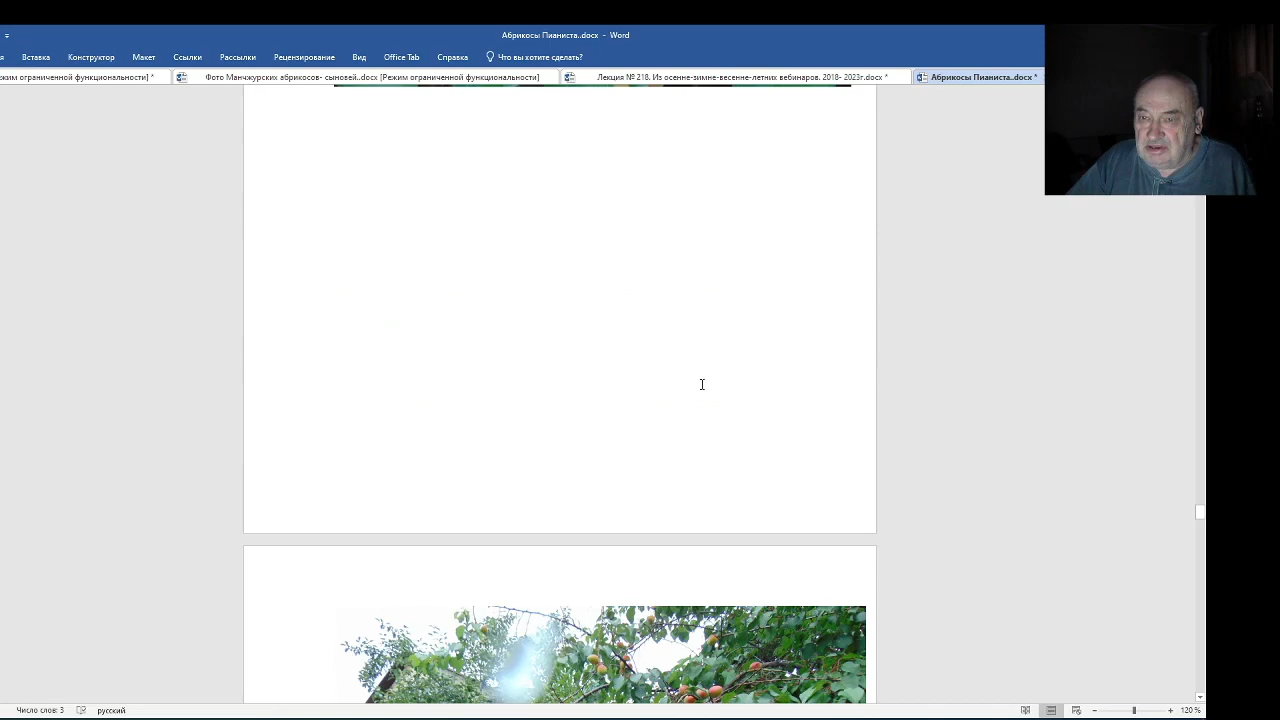 Абрикосы Пианиста..docx - Word
Вставка Конструктор Макет Ссылки Рассылки Рецензирование Вид Office Tab Справка Что вы хотите сделать?
ежим ограниченной функциональности] * Фото Манчжурских абрикосов- сыновей..docx [Режим ограниченной функциональности] Лекция № 218. Из осенне-зимне-весенне-летних вебинаров. 2018- 2023г.docx * Абрикосы Пианиста..docx *
Число слов: 3 русский 120 %